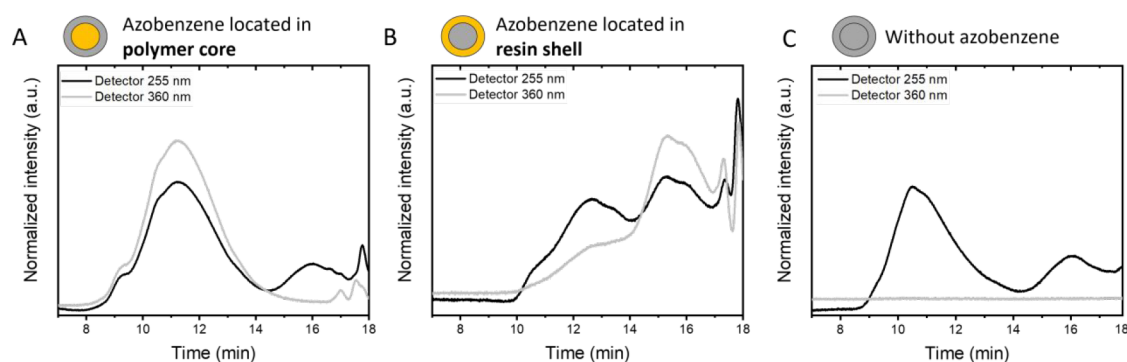 A
Azobenzene located in
polymer core
Detector 255 nm
Detector 360 nm
Normalized intensity (a.u.)
8 10 12 14 16 18
Time (min)
B
Azobenzene located in
resin shell
Detector 255 nm
Detector 360 nm
Normalized intensity (a.u.)
8 10 12 14 16 18
Time (min)
C
Without azobenzene
Detector 255 nm
Detector 360 nm
Normalized intensity (a.u.)
8 10 12 14 16 18
Time (min)